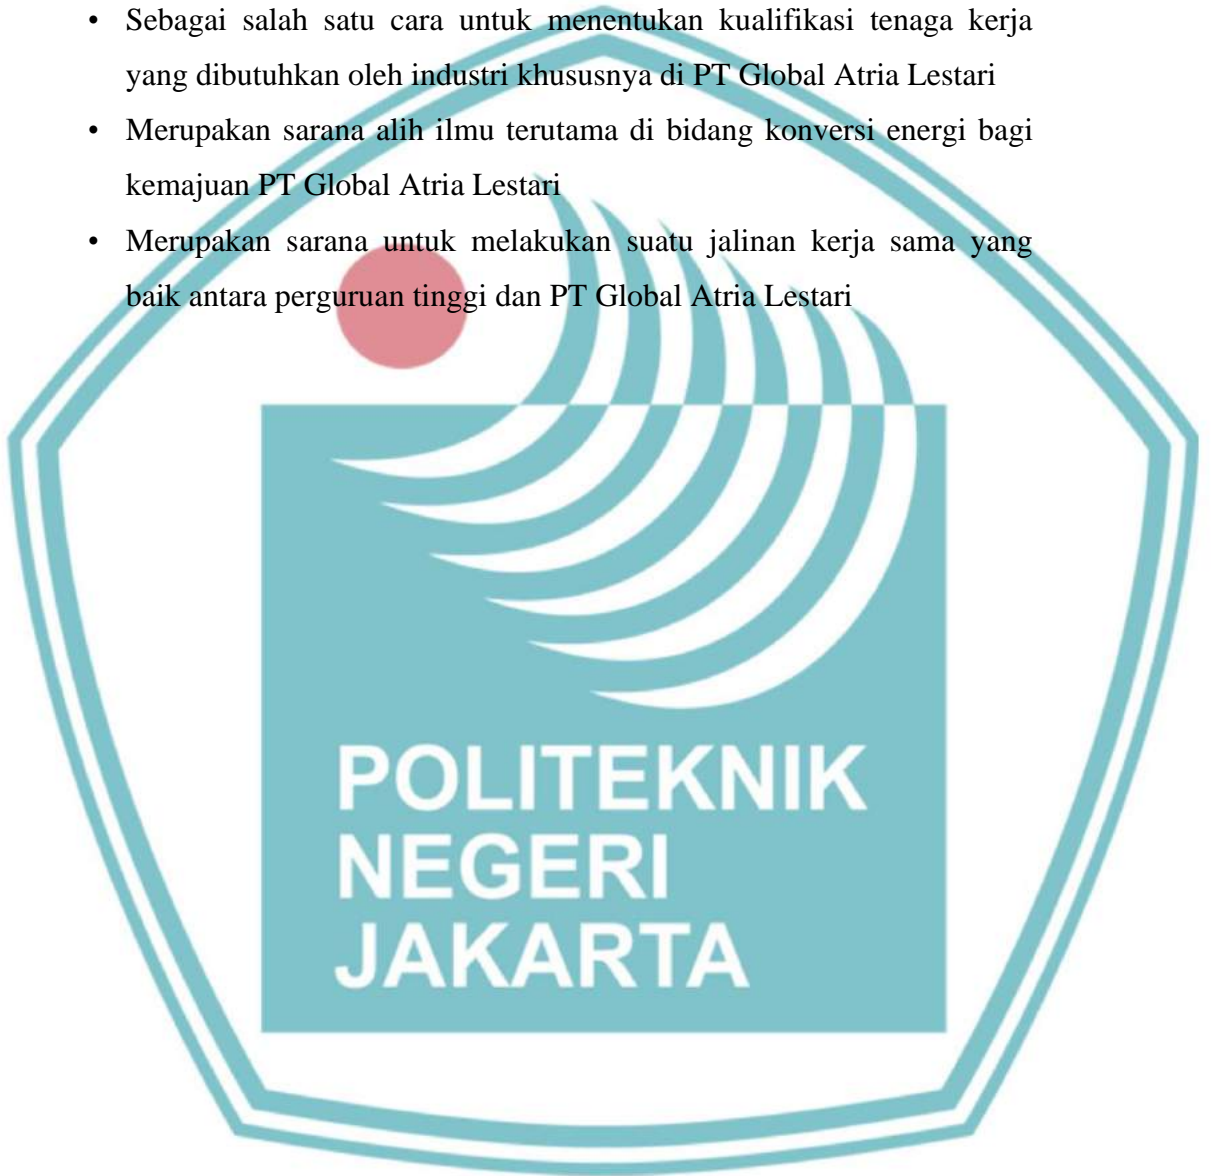 • Sebagai salah satu cara untuk menentukan kualifikasi tenaga kerja
yang dibutuhkan oleh industri khususnya di PT Global Atria Lestari
• Merupakan sarana alih ilmu terutama di bidang konversi energi bagi
kemajuan PT Global Atria Lestari
• Merupakan sarana untuk melakukan suatu jalinan kerja sama yang
baik antara perguruan tinggi dan PT Global Atria Lestari
POLITEKNIK
NEGERI
JAKARTA